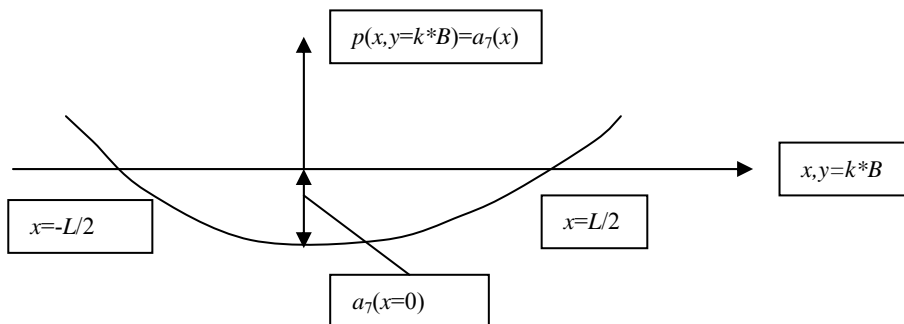 p(x,y=k*B)=a₇(x)
x,y=k*B
x=-L/2
x=L/2
a₇(x=0)